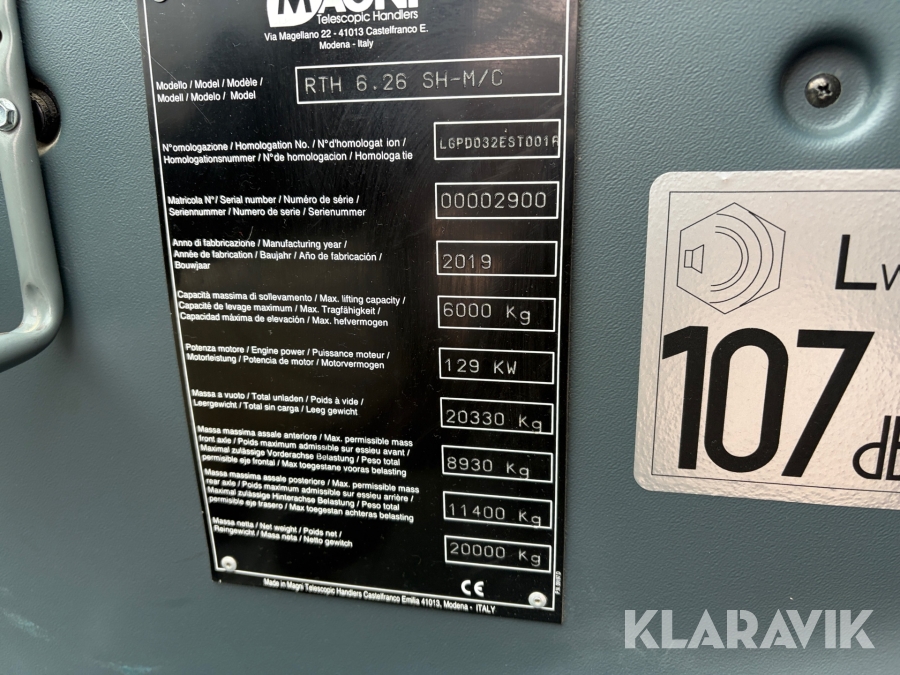 MAGNI
Telescopic Handlers
Via Magellano 22 - 41013 Castelfranco E.
Modena - Italy
Modello / Model / Modèle /
Modell / Modelo / Model
RTH 6.26 SH-M/C
N°omologazione / Homologation No. / N°d'homologat ion /
Homologationsnummer / N°de homologacion / Homologa tie
LGPD032EST001A
Matricola N°/ Serial number / Numéro de série /
Seriennummer / Numero de serie / Serienummer
00002900
Anno di fabbricazione / Manufacturing year /
Année de fabrication / Baujahr / Año de fabricación /
Bouwjaar
2019
Capacità massima di sollevamento / Max. lifting capacity /
Capacité de levage maximum / Max. Tragfähigkeit /
Capacidad máxima de elevación / Max. hefvermogen
6000 Kg
Potenza motore / Engine power / Puissance moteur /
Motorleistung / Potencia de motor / Motorvermogen
129 KW
Massa a vuoto / Total unladen / Poids à vide /
Leergewicht / Total sin carga / Leeg gewicht
20330 Kg
Massa massima assale anteriore / Max. permissible mass
front axle / Poids maximum admissible sur essieu avant /
Maximal zulässige Vorderachse Belastung / Peso total
permisible eje frontal / Max toegestane vooras belasting
8930 Kg
Massa massima assale posteriore / Max. permissible mass
rear axle / Poids maximum admissible sur essieu arrière /
Maximal zulässige Hinterachse Belastung / Peso total
permisible eje trasero / Max toegestan achteras belasting
11400 Kg
Massa netta / Net weight / Poids net /
Reingewicht / Masa neta / Netto gewitch
20000 Kg
CE
Made in Magni Telescopic Handlers Castelfranco Emilia 41013, Modena - ITALY
LW
107
dB
KLARAVIK